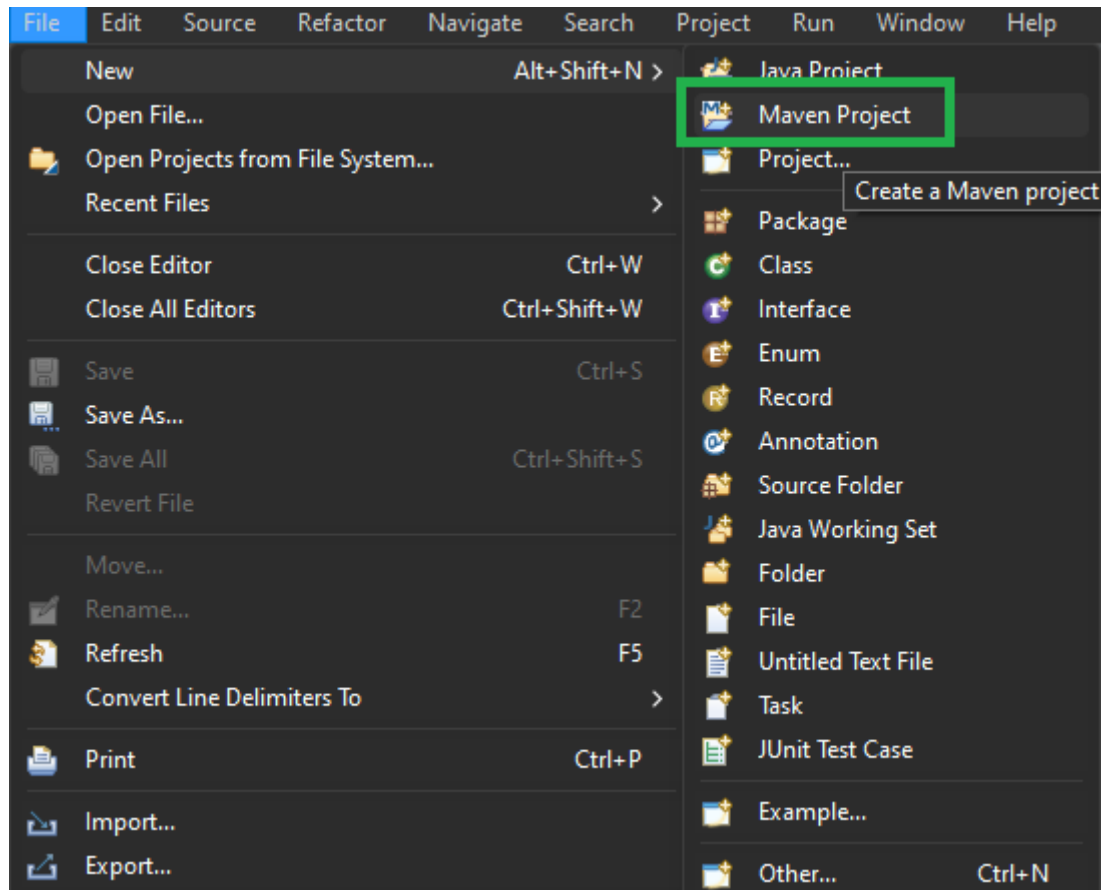 File Edit Source Refactor Navigate Search Project Run Window Help
New Alt+Shift+N >
Open File...
Open Projects from File System...
Recent Files >
Close Editor Ctrl+W
Close All Editors Ctrl+Shift+W
Save Ctrl+S
Save As...
Save All Ctrl+Shift+S
Revert File
Move...
Rename... F2
Refresh F5
Convert Line Delimiters To >
Print Ctrl+P
Import...
Export...
Java Project
Maven Project
Project...
Create a Maven project
Package
Class
Interface
Enum
Record
Annotation
Source Folder
Java Working Set
Folder
File
Untitled Text File
Task
JUnit Test Case
Example...
Other... Ctrl+N